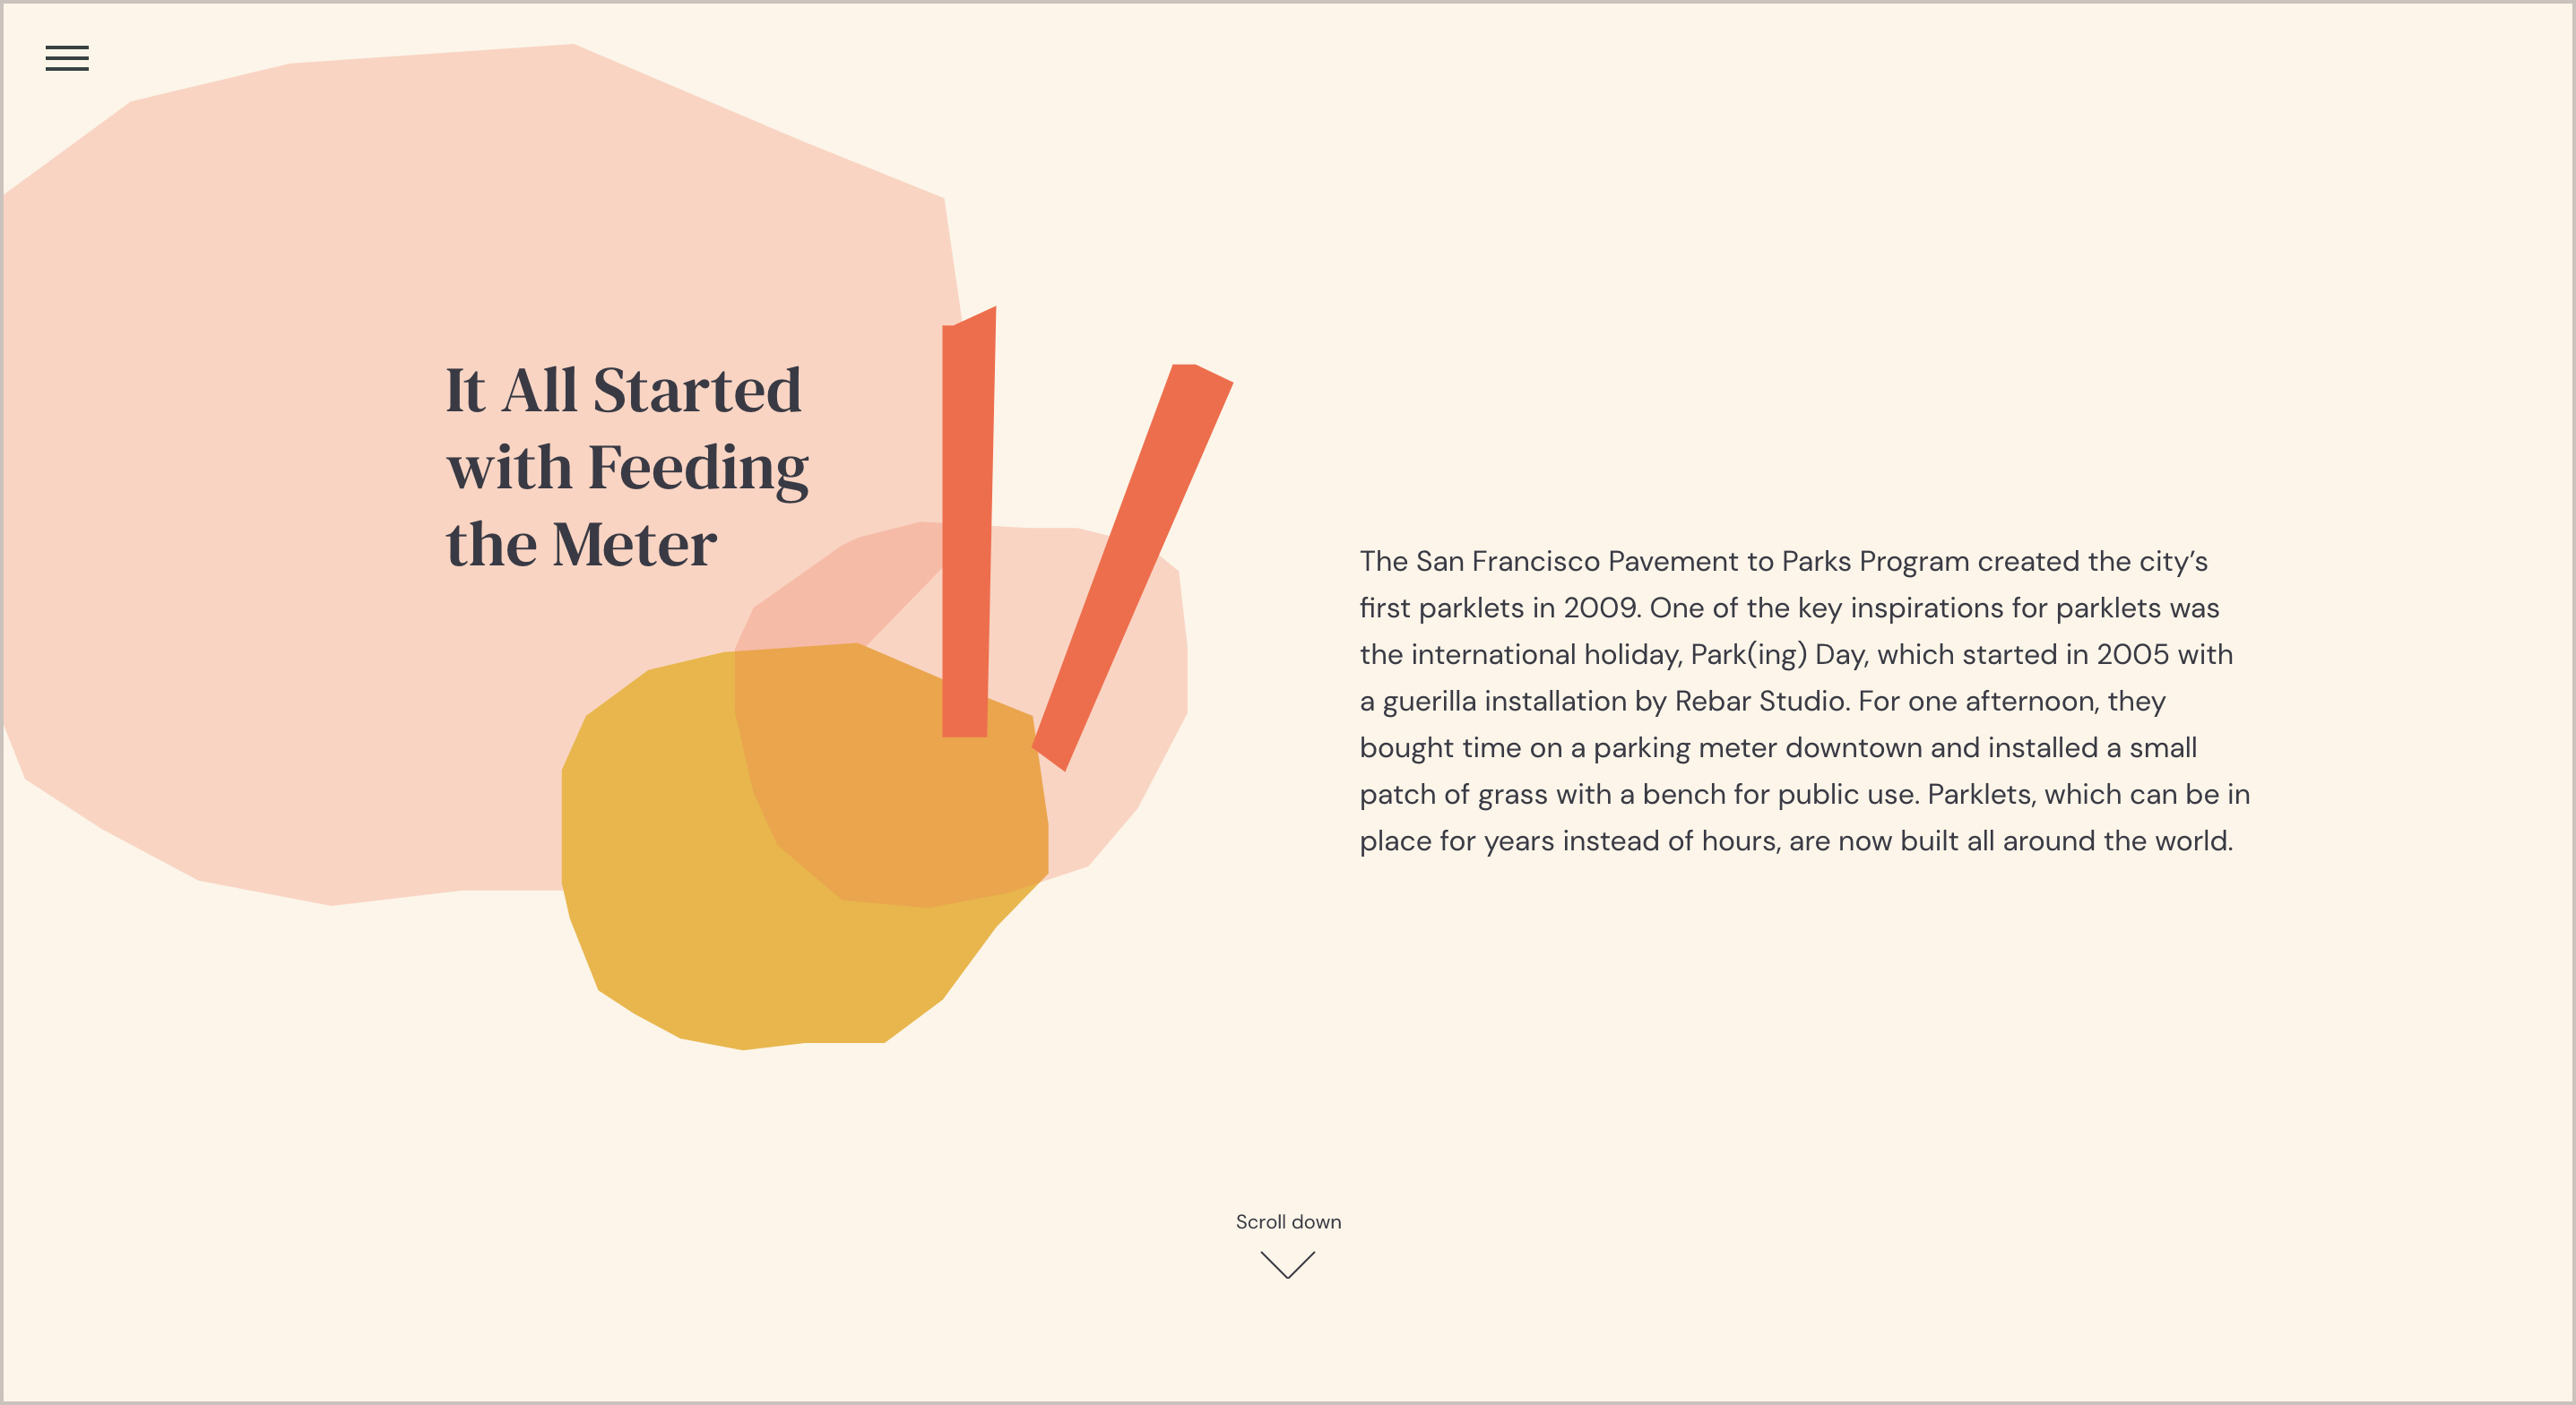 It All Started
with Feeding
the Meter
The San Francisco Pavement to Parks Program created the city’s
first parklets in 2009. One of the key inspirations for parklets was
the international holiday, Park(ing) Day, which started in 2005 with
a guerilla installation by Rebar Studio. For one afternoon, they
bought time on a parking meter downtown and installed a small
patch of grass with a bench for public use. Parklets, which can be in
place for years instead of hours, are now built all around the world.
Scroll down